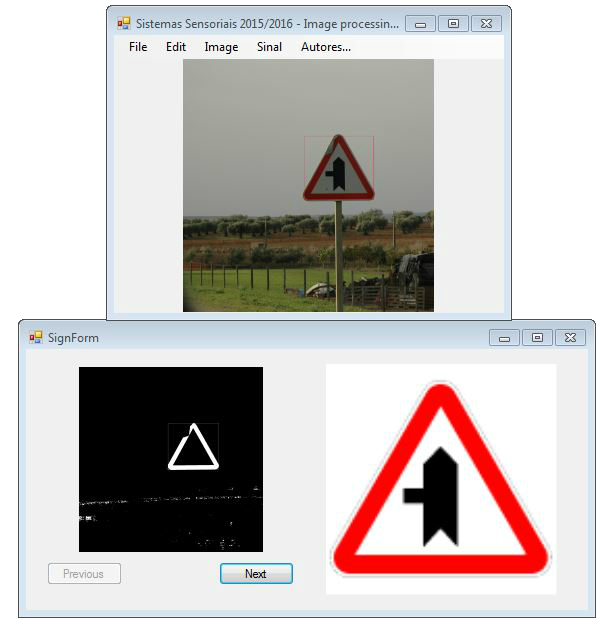 Sistemas Sensoriais 2015/2016 - Image processin...
File Edit Image Sinal Autores...
SignForm
Previous Next